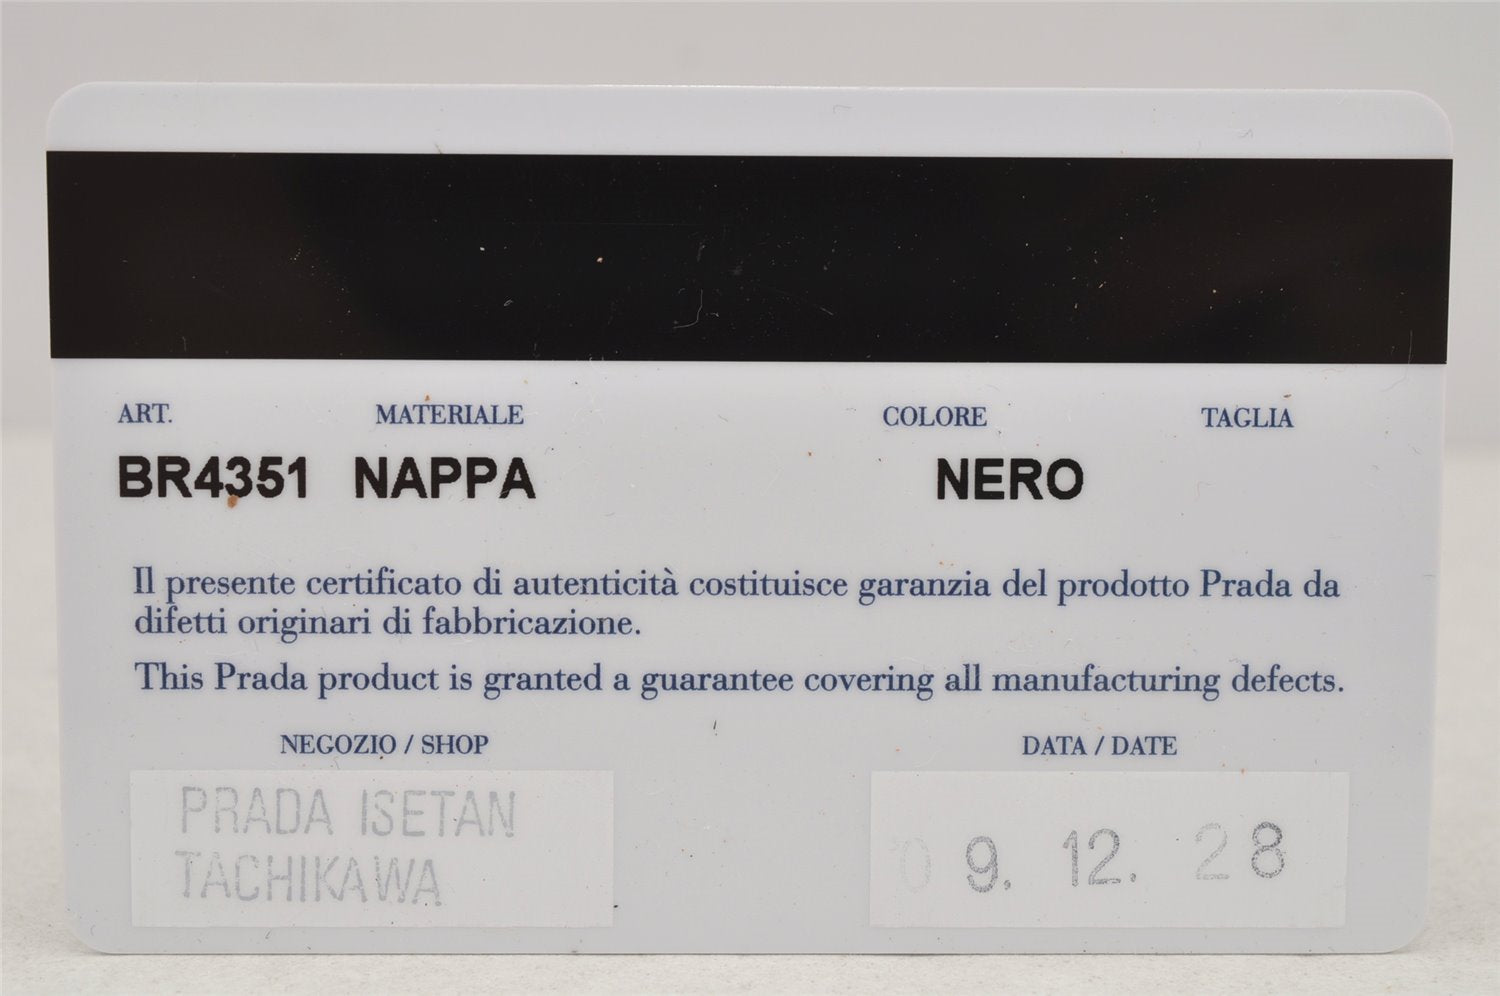 ART. MATERIALE COLORE TAGLIA
BR4351 NAPPA NERO
Il presente certificato di autenticità costituisce garanzia del prodotto Prada da
difetti originari di fabbricazione.
This Prada product is granted a guarantee covering all manufacturing defects.
NEGOZIO / SHOP DATA / DATE
PRADA ISETAN
TACHIKAWA
'09. 12. 28